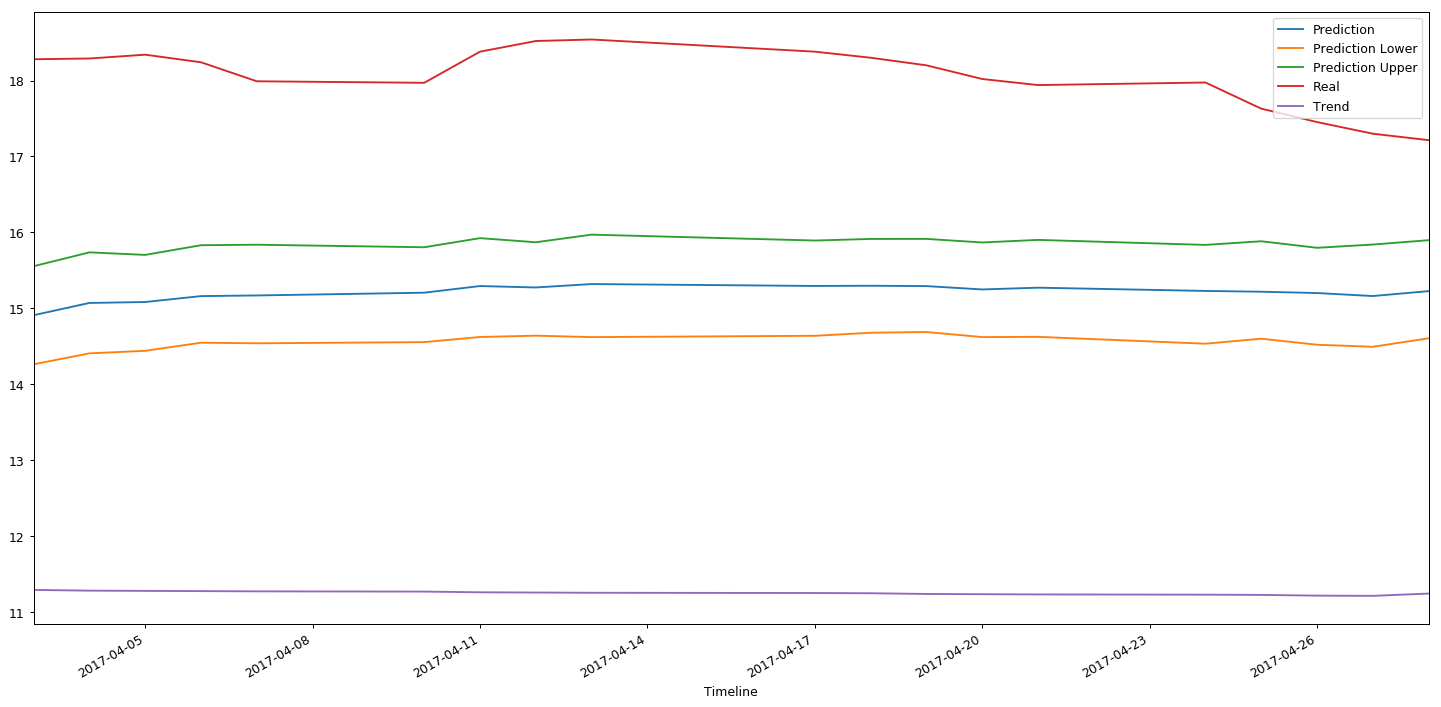 Prediction
Prediction Lower
Prediction Upper
Real
Trend
18
17
16
15
14
13
12
11
2017-04-05
2017-04-08
2017-04-11
2017-04-14
2017-04-17
2017-04-20
2017-04-23
2017-04-26
Timeline